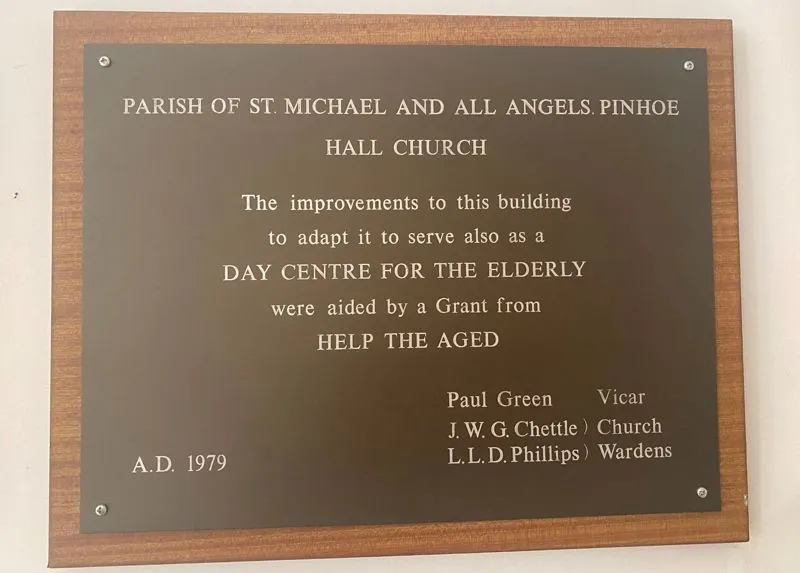 PARISH OF ST. MICHAEL AND ALL ANGELS. PINHOE
HALL CHURCH
The improvements to this building
to adapt it to serve also as a
DAY CENTRE FOR THE ELDERLY
were aided by a Grant from
HELP THE AGED
Paul Green Vicar
J. W. G. Chettle ) Church
L. L. D. Phillips ) Wardens
A.D. 1979